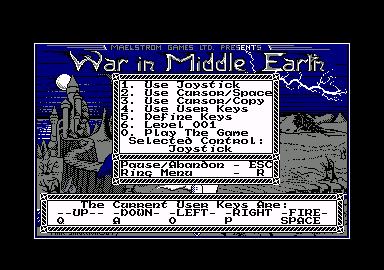 MAELSTROM GAMES LTD. PRESENTS
War in Middle Earth
1. Use Joystick
2. Use Cursor/Space
3. Use Cursor/Copy
4. Use User Keys
5. Define Keys
6. Level 001
0. Play The Game
Selected Control:
Joystick
Pause/Abandon - ESC
Ring Menu - R
The Current User Keys Are:
--UP-- -DOWN- -LEFT- -RIGHT -FIRE-
Q A O P SPACE